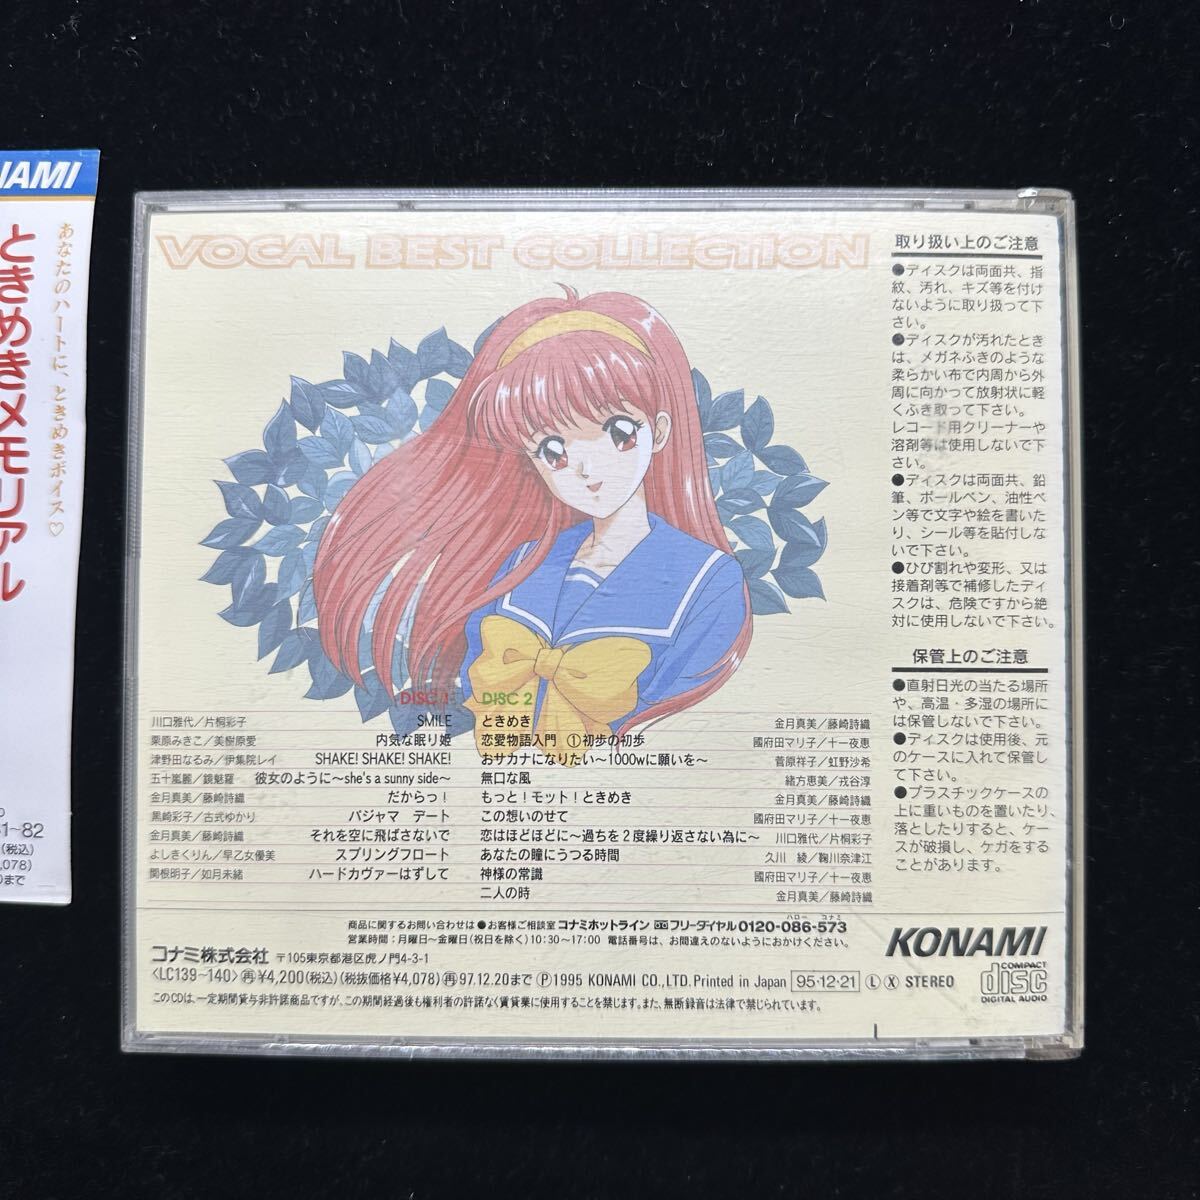 NAMI
あなたのハートに、ときめきボイス♡
ときめきメモリアル
1~82
(税込)
,078)
まで
VOCAL BEST COLLECTION
DISC 1
川口雅代/片桐彩子 SMILE
栗原みきこ/美樹原愛 内気な眠り姫
津野田なるみ/伊集院レイ SHAKE! SHAKE! SHAKE!
五十嵐麗/鏡魅羅 彼女のように~she's a sunny side~
金月真美/藤崎詩織 だからっ!
黒崎彩子/古式ゆかり パジャマ デート
金月真美/藤崎詩織 それを空に飛ばさないで
よしきくりん/早乙女優美 スプリングフロート
関根明子/如月未緒 ハードカヴァーはずして
DISC 2
ときめき 金月真美/藤崎詩織
恋愛物語入門 ①初歩の初歩 國府田マリ子/十一夜恵
おサカナになりたい~1000wに願いを~ 菅原祥子/虹野沙希
無口な風 緒方恵美/戎谷淳
もっと!モット!ときめき 金月真美/藤崎詩織
この想いのせて 國府田マリ子/十一夜恵
恋はほどほどに~過ちを2度繰り返さない為に~ 川口雅代/片桐彩子
あなたの瞳にうつる時間 久川 綾/鞠川奈津江
神様の常識 國府田マリ子/十一夜恵
二人の時 金月真美/藤崎詩織
取り扱い上のご注意
●ディスクは両面共、指
紋、汚れ、キズ等を付け
ないように取り扱って下
さい。
●ディスクが汚れたとき
は、メガネふきのような
柔らかい布で内周から外
周に向かって放射状に軽
くふき取って下さい。
レコード用クリーナーや
溶剤等は使用しないで下
さい。
●ディスクは両面共、鉛
筆、ボールペン、油性ペ
ン等で文字や絵を書いた
り、シール等を貼付しな
いで下さい。
●ひび割れや変形、又は
接着剤等で補修したディ
スクは、危険ですから絶
対に使用しないで下さい。
保管上のご注意
●直射日光の当たる場所
や、高温・多湿の場所に
は保管しないで下さい。
●ディスクは使用後、元
のケースに入れて保管し
て下さい。
●プラスチックケースの
上に重いものを置いたり、
落としたりすると、ケー
スが破損し、ケガをする
ことがあります。
商品に関するお問い合わせは●お客様ご相談室 コナミホットライン フリーダイヤル0120-086-573
ハロー コナミ
営業時間:月曜日~金曜日(祝日を除く)10:30~17:00 電話番号は、お間違えのないようにおかけください。
コナミ株式会社 〒105東京都港区虎ノ門4-3-1
<LC139~140>再¥4,200(税込)(税抜価格¥4,078)再97.12.20まで Ⓟ1995 KONAMI CO.,LTD. Printed in Japan 95・12・21 Ⓛ Ⓧ STEREO
このCDは、一定期間貸与非許諾商品ですが、この期間経過後も権利者の許諾なく賃貸業に使用することを禁じます。また、無断録音は法律で禁じられています。
KONAMI
COMPACT
disc
DIGITAL AUDIO